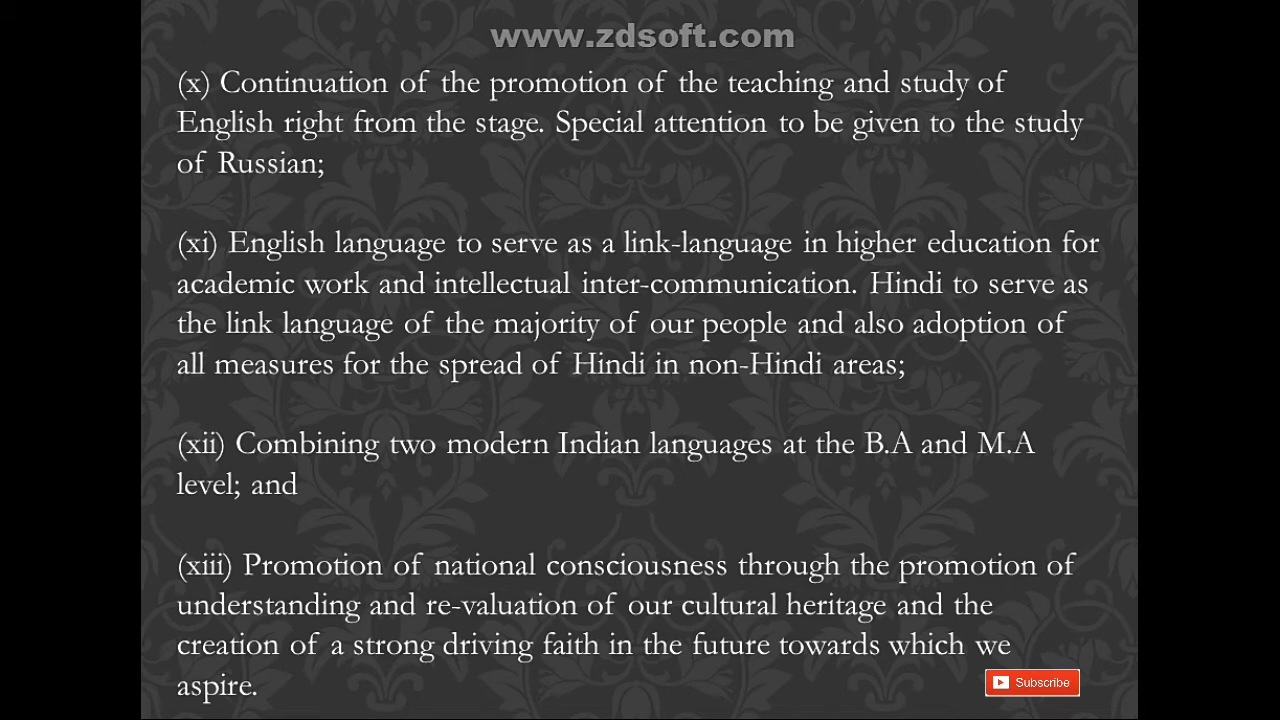 www.zdsoft.com
(x) Continuation of the promotion of the teaching and study of
English right from the stage. Special attention to be given to the study
of Russian;
(xi) English language to serve as a link-language in higher education for
academic work and intellectual inter-communication. Hindi to serve as
the link language of the majority of our people and also adoption of
all measures for the spread of Hindi in non-Hindi areas;
(xii) Combining two modern Indian languages at the B.A and M.A
level; and
(xiii) Promotion of national consciousness through the promotion of
understanding and re-valuation of our cultural heritage and the
creation of a strong driving faith in the future towards which we
aspire.
Subscribe